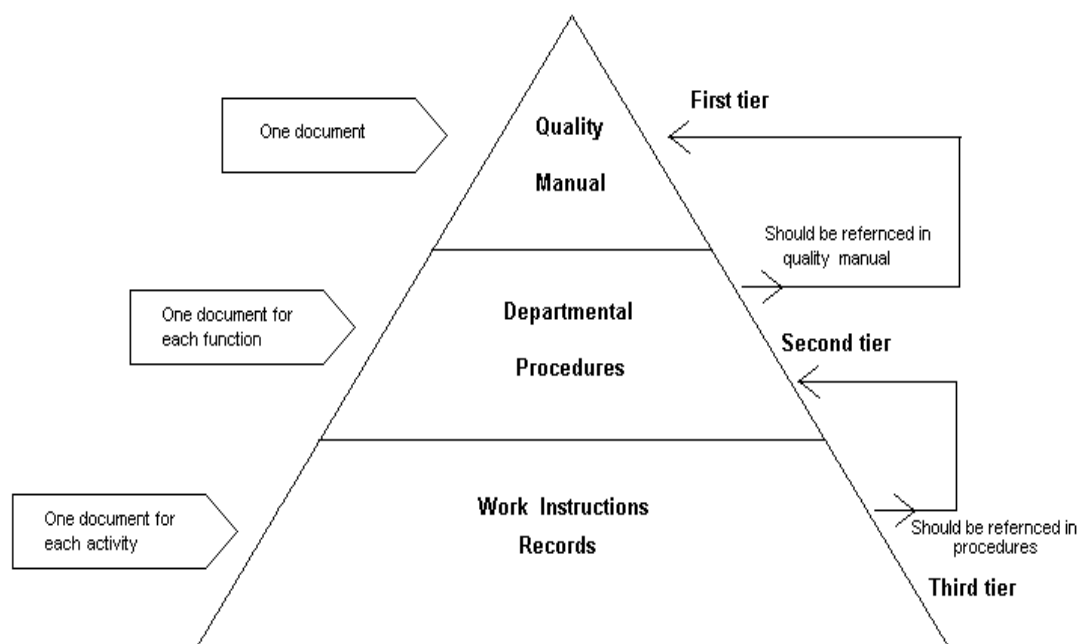 First tier
One document
Quality
Manual
Should be refernced in
quality manual
One document for
each function
Departmental
Procedures
Second tier
One document for
each activity
Work Instructions
Records
Should be refernced in
procedures
Third tier